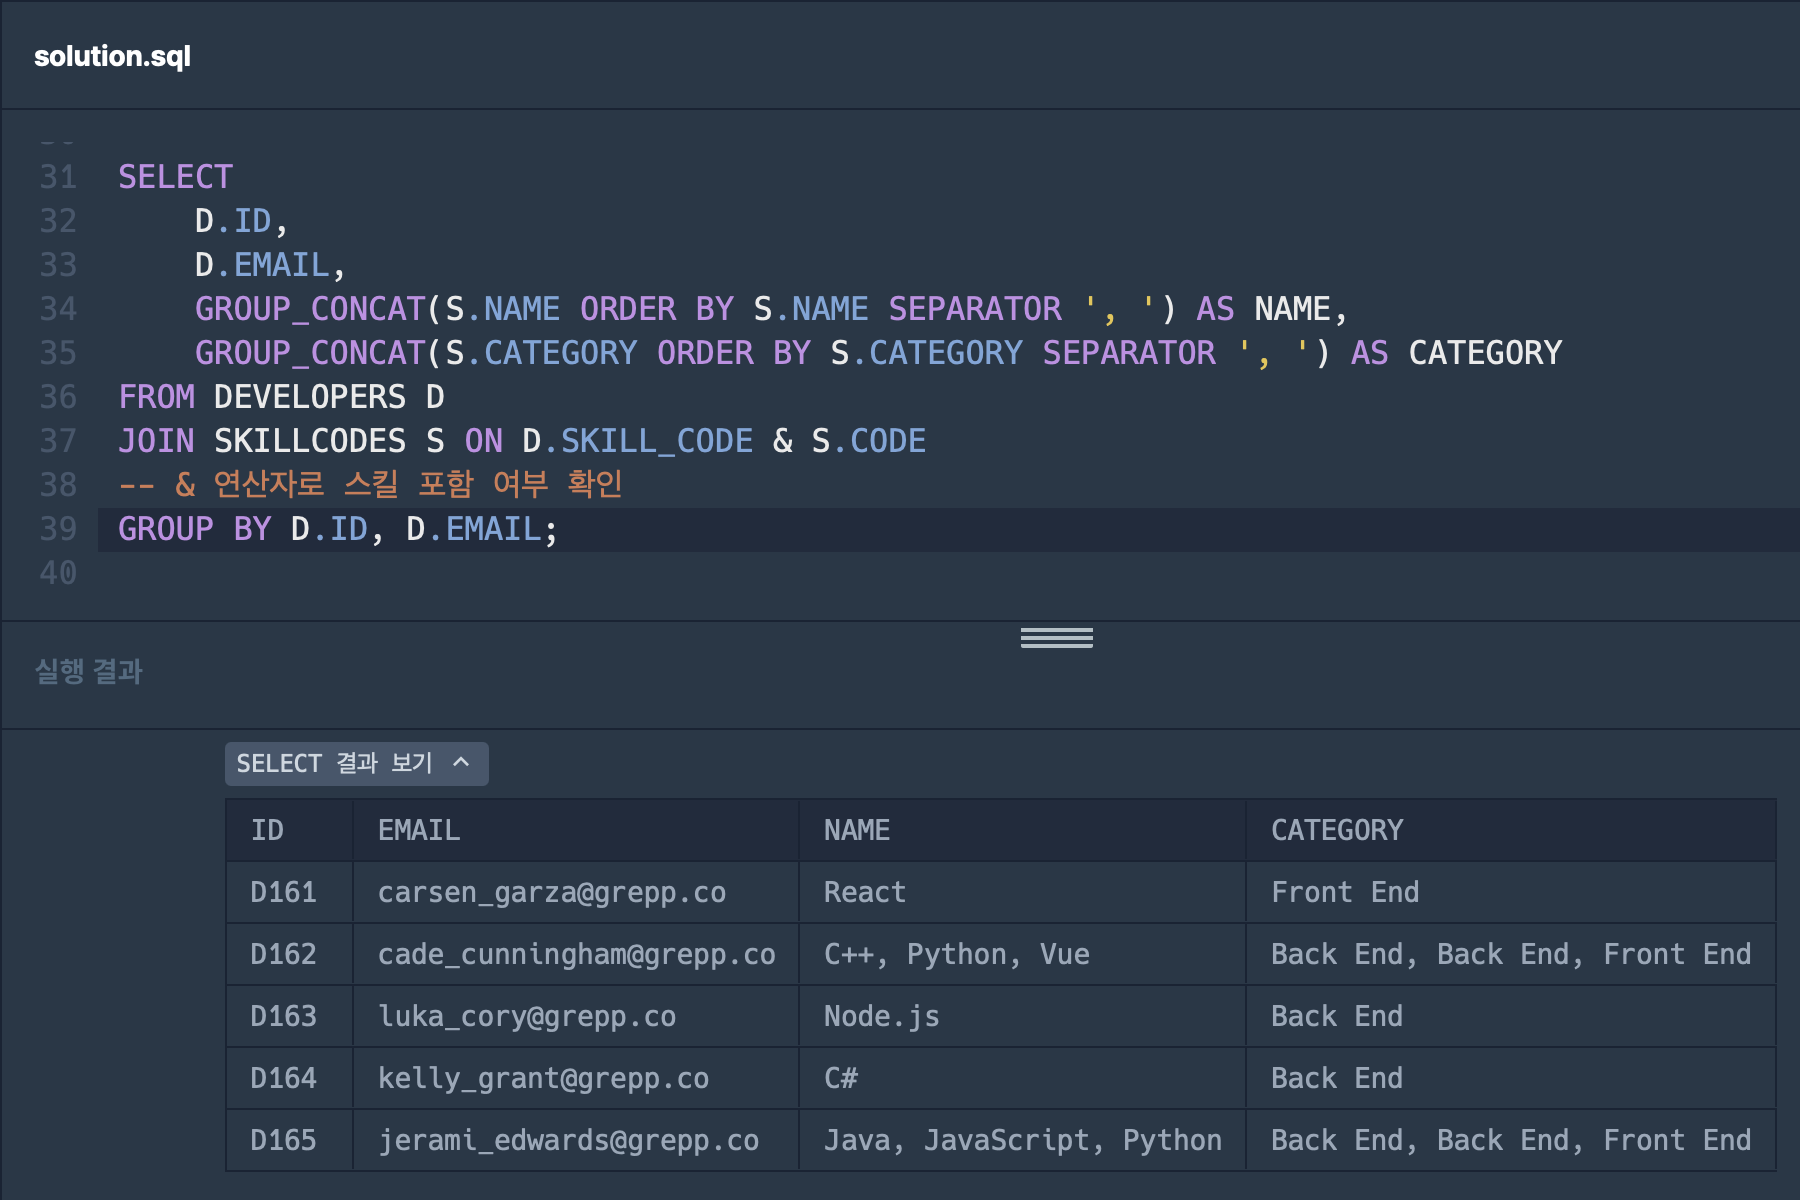 solution.sql
31 SELECT
32 D.ID,
33 D.EMAIL,
34 GROUP_CONCAT(S.NAME ORDER BY S.NAME SEPARATOR ', ') AS NAME,
35 GROUP_CONCAT(S.CATEGORY ORDER BY S.CATEGORY SEPARATOR ', ') AS CATEGORY
36 FROM DEVELOPERS D
37 JOIN SKILLCODES S ON D.SKILL_CODE & S.CODE
38 -- & 연산자로 스킬 포함 여부 확인
39 GROUP BY D.ID, D.EMAIL;
40
실행 결과
SELECT 결과 보기
ID EMAIL NAME CATEGORY
D161 carsen_garza@grepp.co React Front End
D162 cade_cunningham@grepp.co C++, Python, Vue Back End, Back End, Front End
D163 luka_cory@grepp.co Node.js Back End
D164 kelly_grant@grepp.co C# Back End
D165 jerami_edwards@grepp.co Java, JavaScript, Python Back End, Back End, Front End